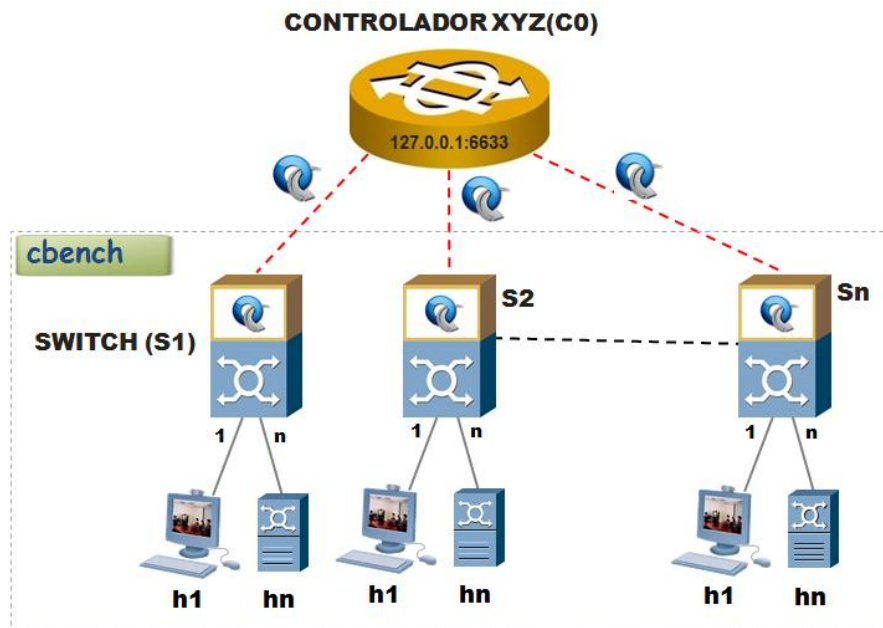 CONTROLADOR XYZ(C0)
127.0.0.1:6633
cbench
S2
Sn
SWITCH (S1)
1 n
1 n
1 n
h1 hn
h1 hn
h1 hn